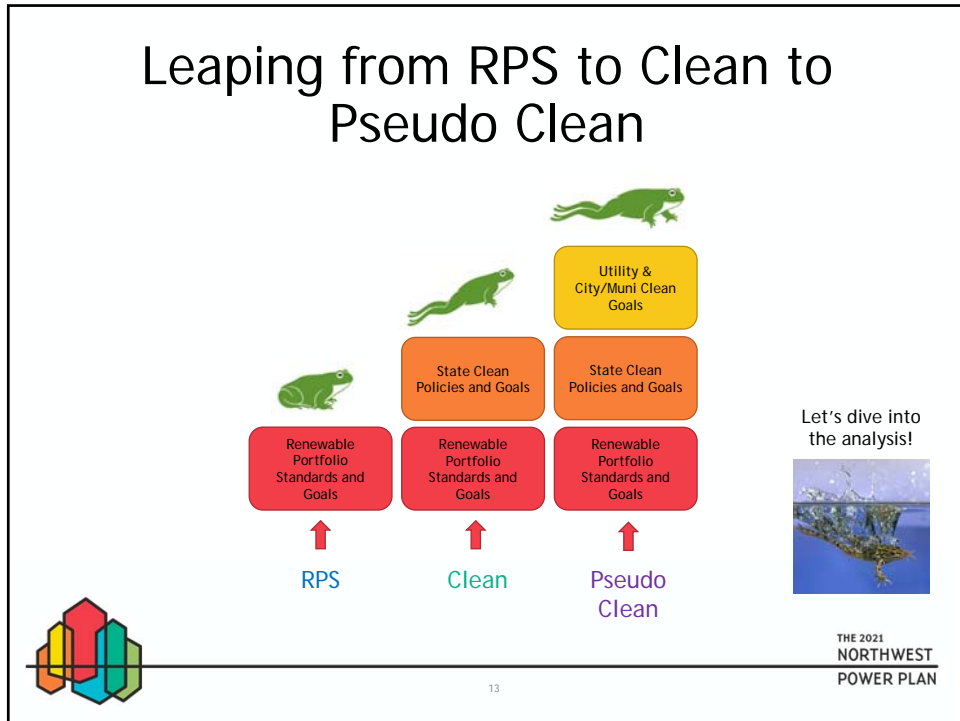 Leaping from RPS to Clean to
Pseudo Clean
Utility &
City/Muni Clean
Goals
State Clean
Policies and Goals
State Clean
Policies and Goals
Renewable
Portfolio
Standards and
Goals
Renewable
Portfolio
Standards and
Goals
Renewable
Portfolio
Standards and
Goals
RPS
Clean
Pseudo
Clean
Let's dive into
the analysis!
THE 2021
NORTHWEST
POWER PLAN
13